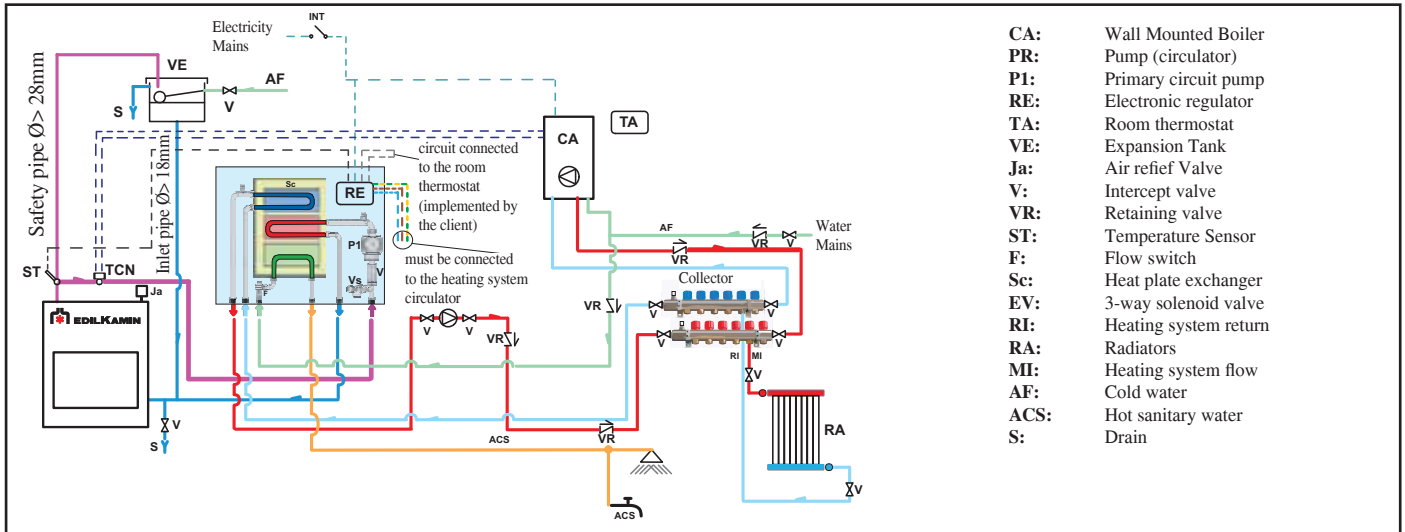 Electricity
Mains
INT
VE
AF
V
S
Safety pipe Ø> 28mm
Inlet pipe Ø> 18mm
Sc
RE
circuit connected
to the room
thermostat
(implemented by
the client)
must be connected
to the heating system
circulator
P1
V
Vs
F
ST
TCN
Ja
EDILKAMIN
V
S
CA
TA
AF
VR
V
Water
Mains
VR
Collector
VR
V
V
V
V
V
V
VR
RI
MI
V
RA
V
VR
ACS
ACS
CA: Wall Mounted Boiler
PR: Pump (circulator)
P1: Primary circuit pump
RE: Electronic regulator
TA: Room thermostat
VE: Expansion Tank
Ja: Air refief Valve
V: Intercept valve
VR: Retaining valve
ST: Temperature Sensor
F: Flow switch
Sc: Heat plate exchanger
EV: 3-way solenoid valve
RI: Heating system return
RA: Radiators
MI: Heating system flow
AF: Cold water
ACS: Hot sanitary water
S: Drain